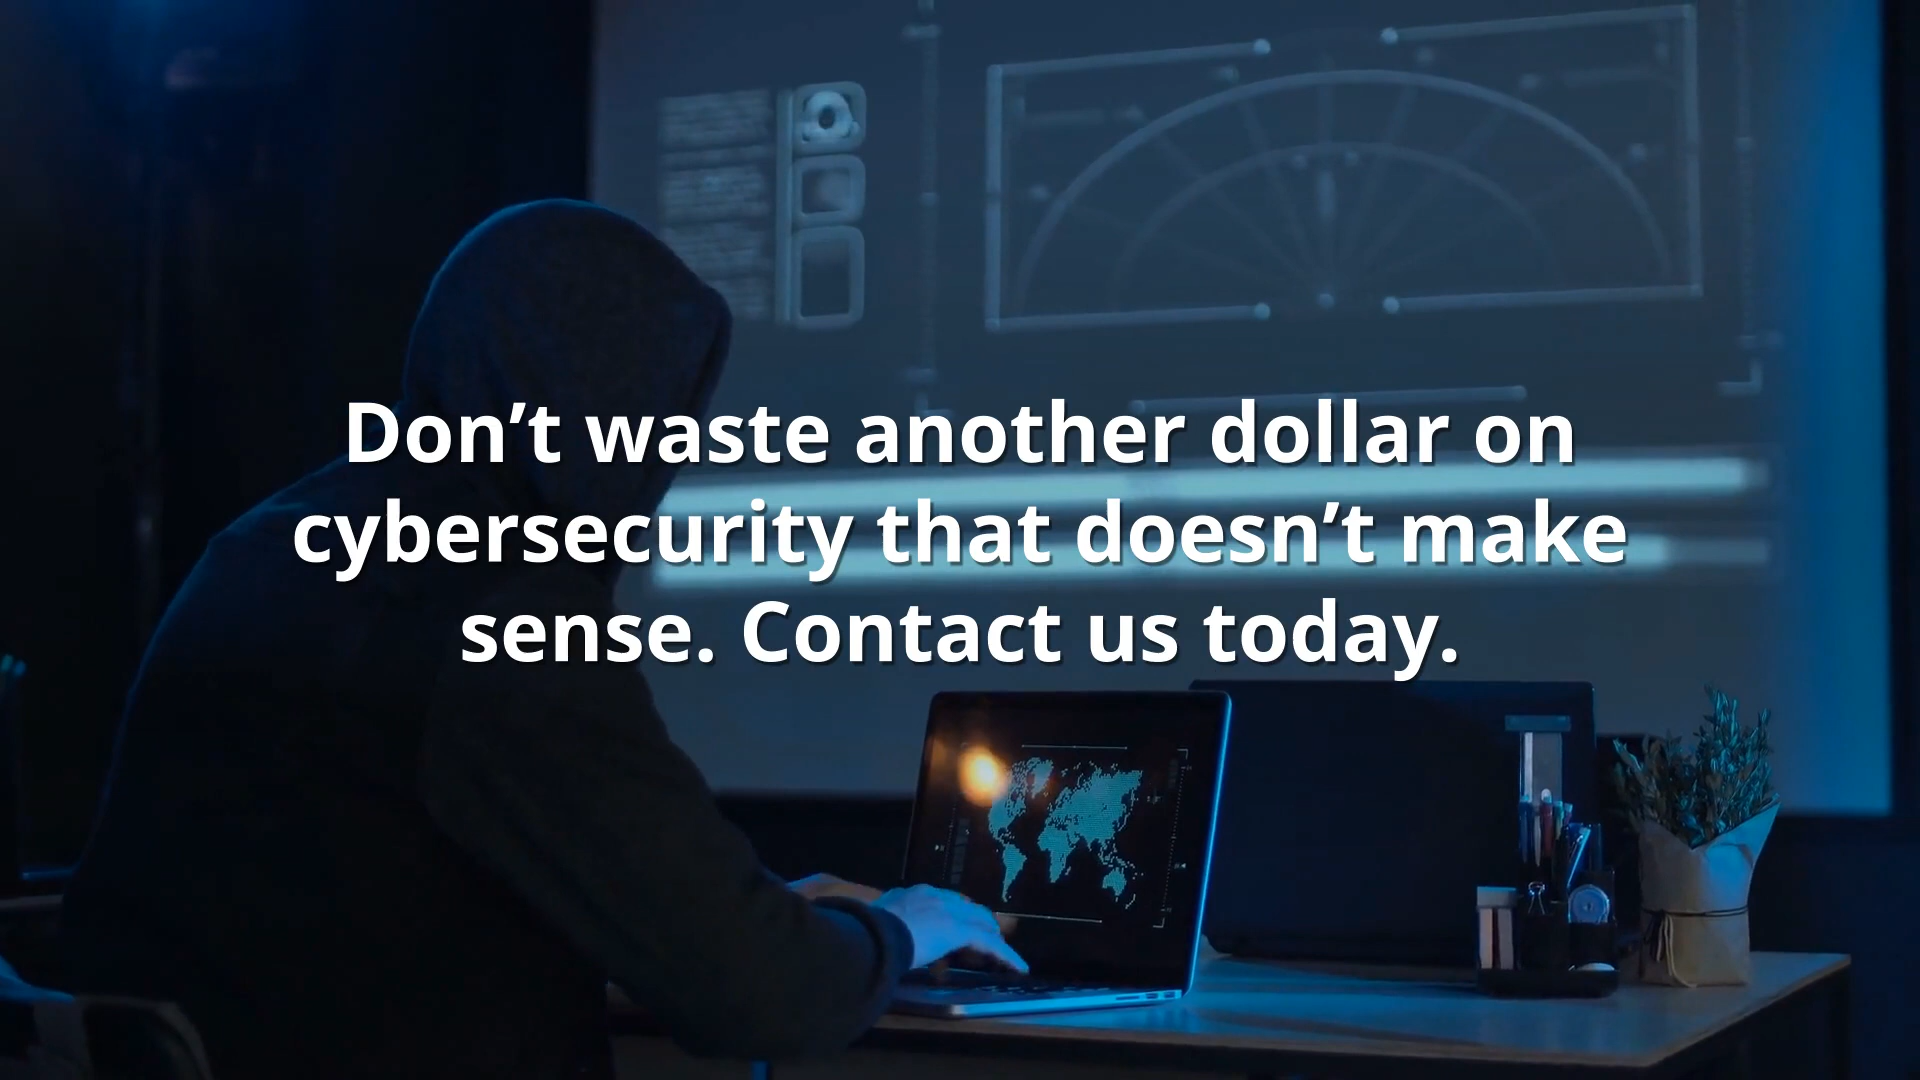 Don’t waste another dollar on
cybersecurity that doesn’t make
sense. Contact us today.